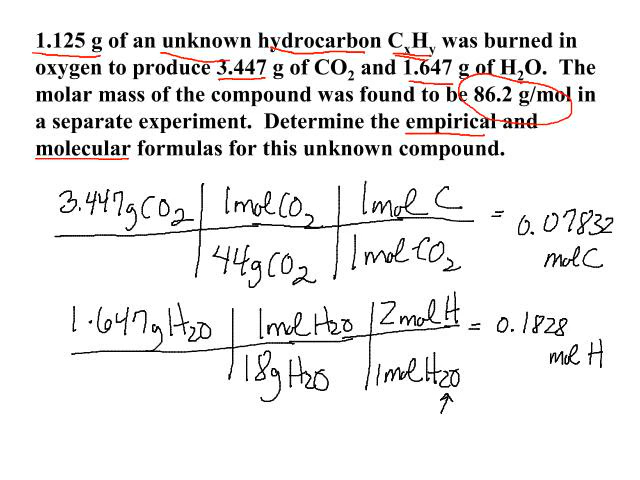 1.125 g of an unknown hydrocarbon CₓHᵧ was burned in
oxygen to produce 3.447 g of CO₂ and 1.647 g of H₂O. The
molar mass of the compound was found to be 86.2 g/mol in
a separate experiment. Determine the empirical and
molecular formulas for this unknown compound.
3.447g CO₂ | 1mol CO₂ | 1mol C = 0.07832
44g CO₂ | 1mol CO₂ mol C
1.647g H₂O | 1mol H₂O | 2mol H = 0.1828
18g H₂O | 1mol H₂O mol H